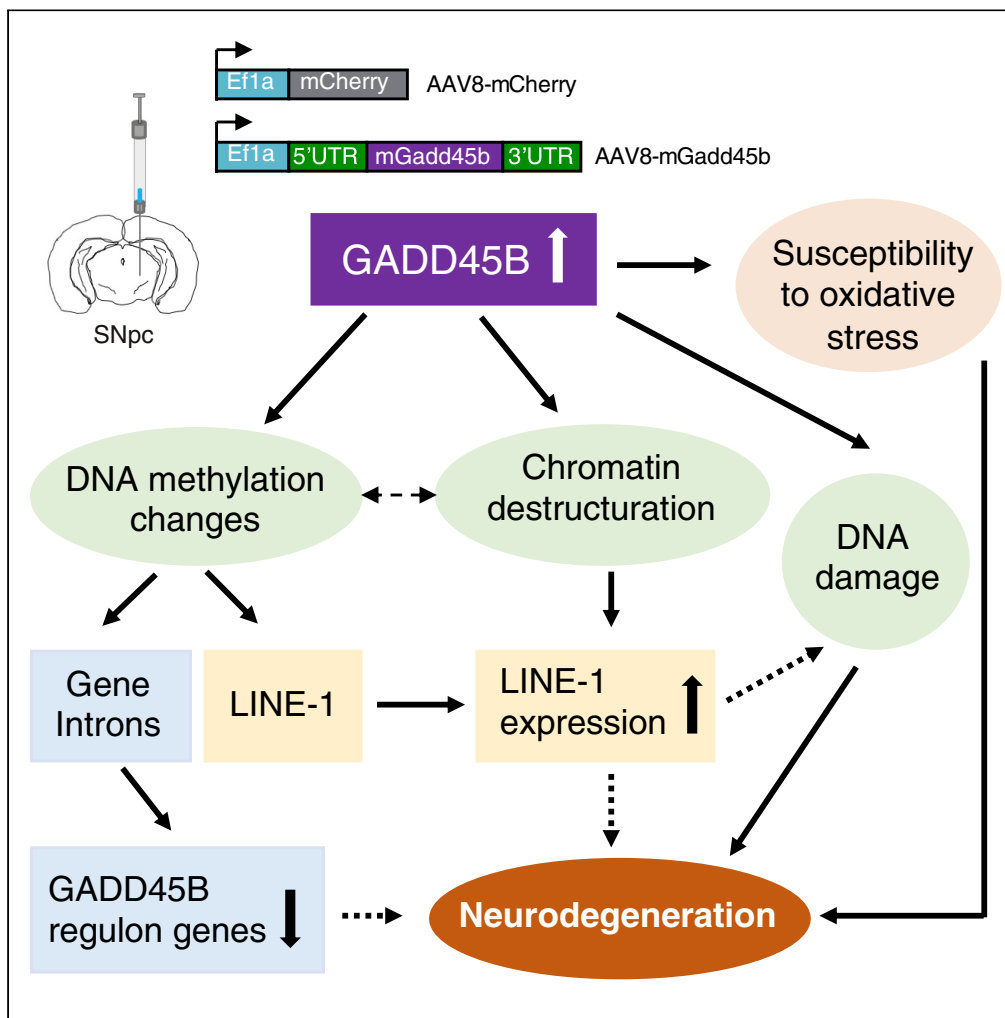 Ef1a mCherry AAV8-mCherry
Ef1a 5'UTR mGadd45b 3'UTR AAV8-mGadd45b
SNpc
GADD45B
Susceptibility
to oxidative
stress
DNA methylation
changes
Chromatin
destructuration
DNA
damage
Gene
Introns
LINE-1
LINE-1
expression
GADD45B
regulon genes
Neurodegeneration